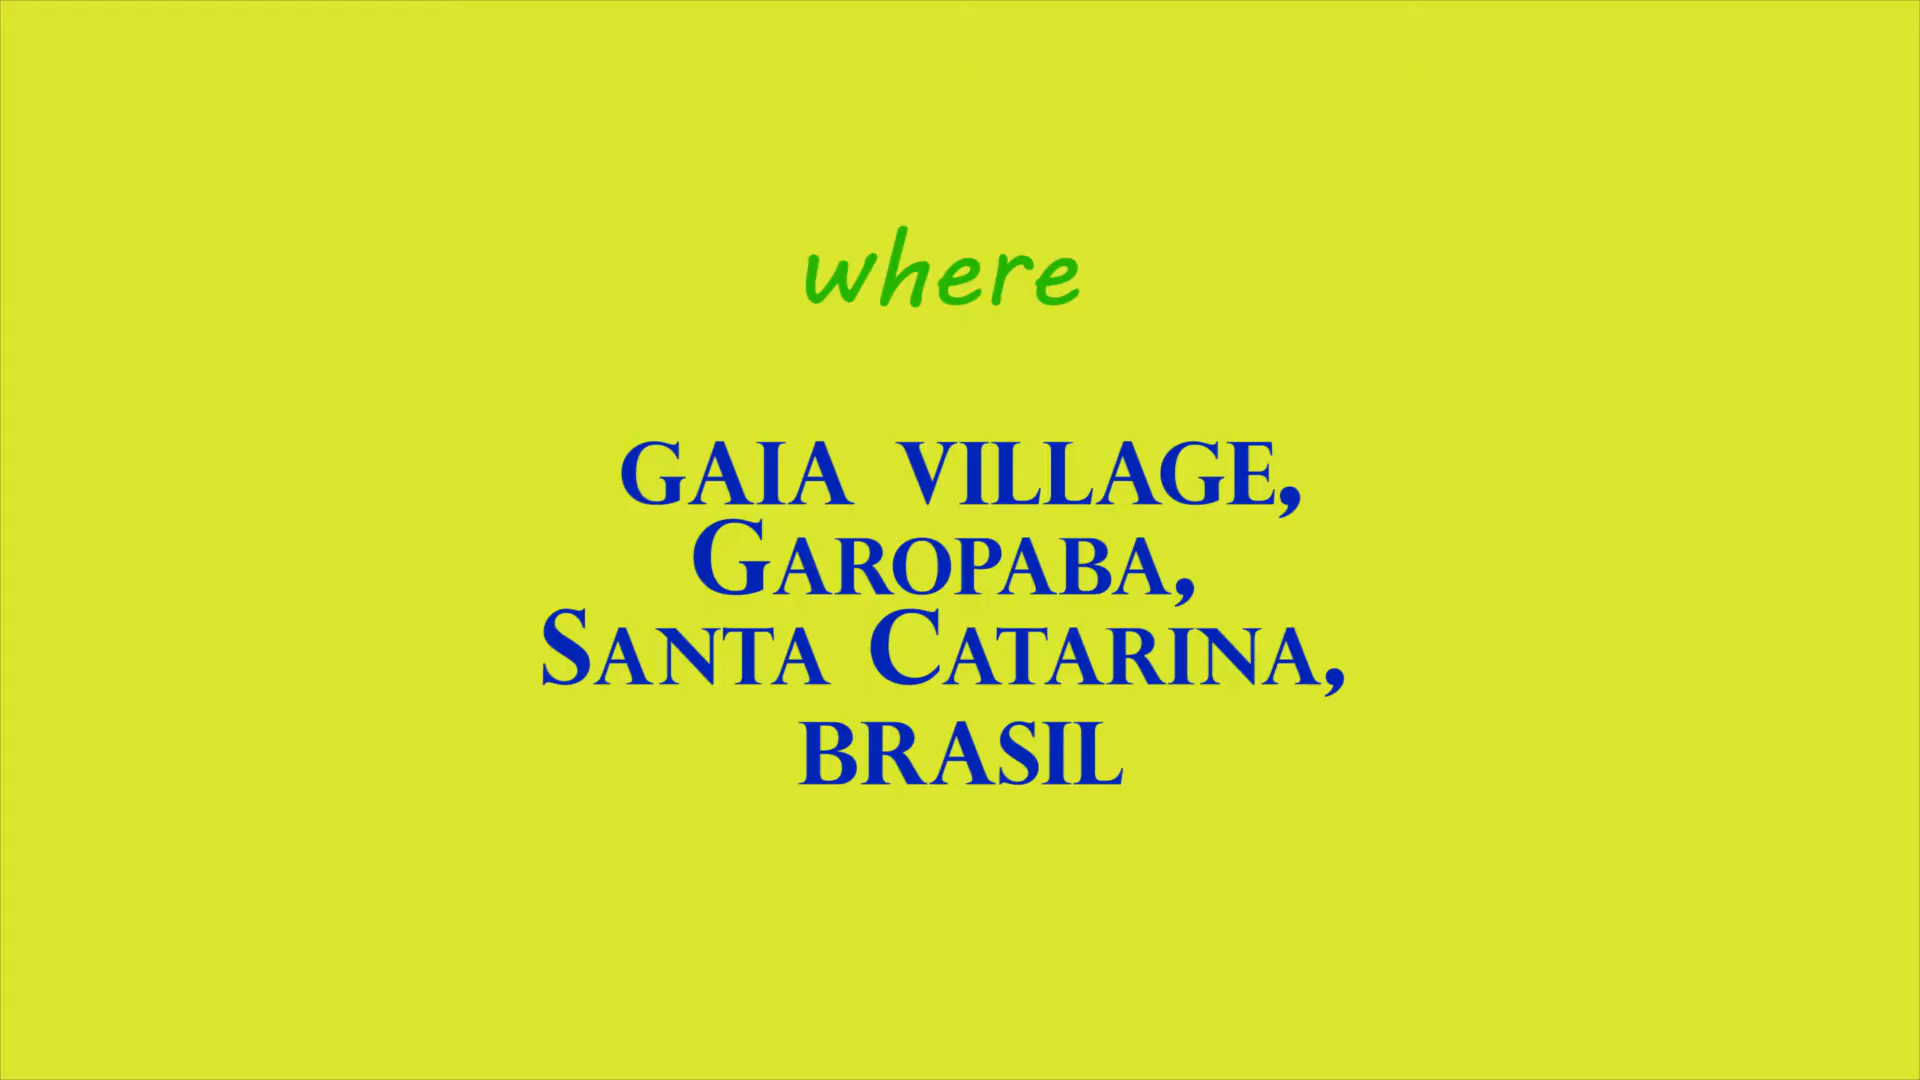 where
GAIA VILLAGE,
Garopaba,
Santa Catarina,
BRASIL